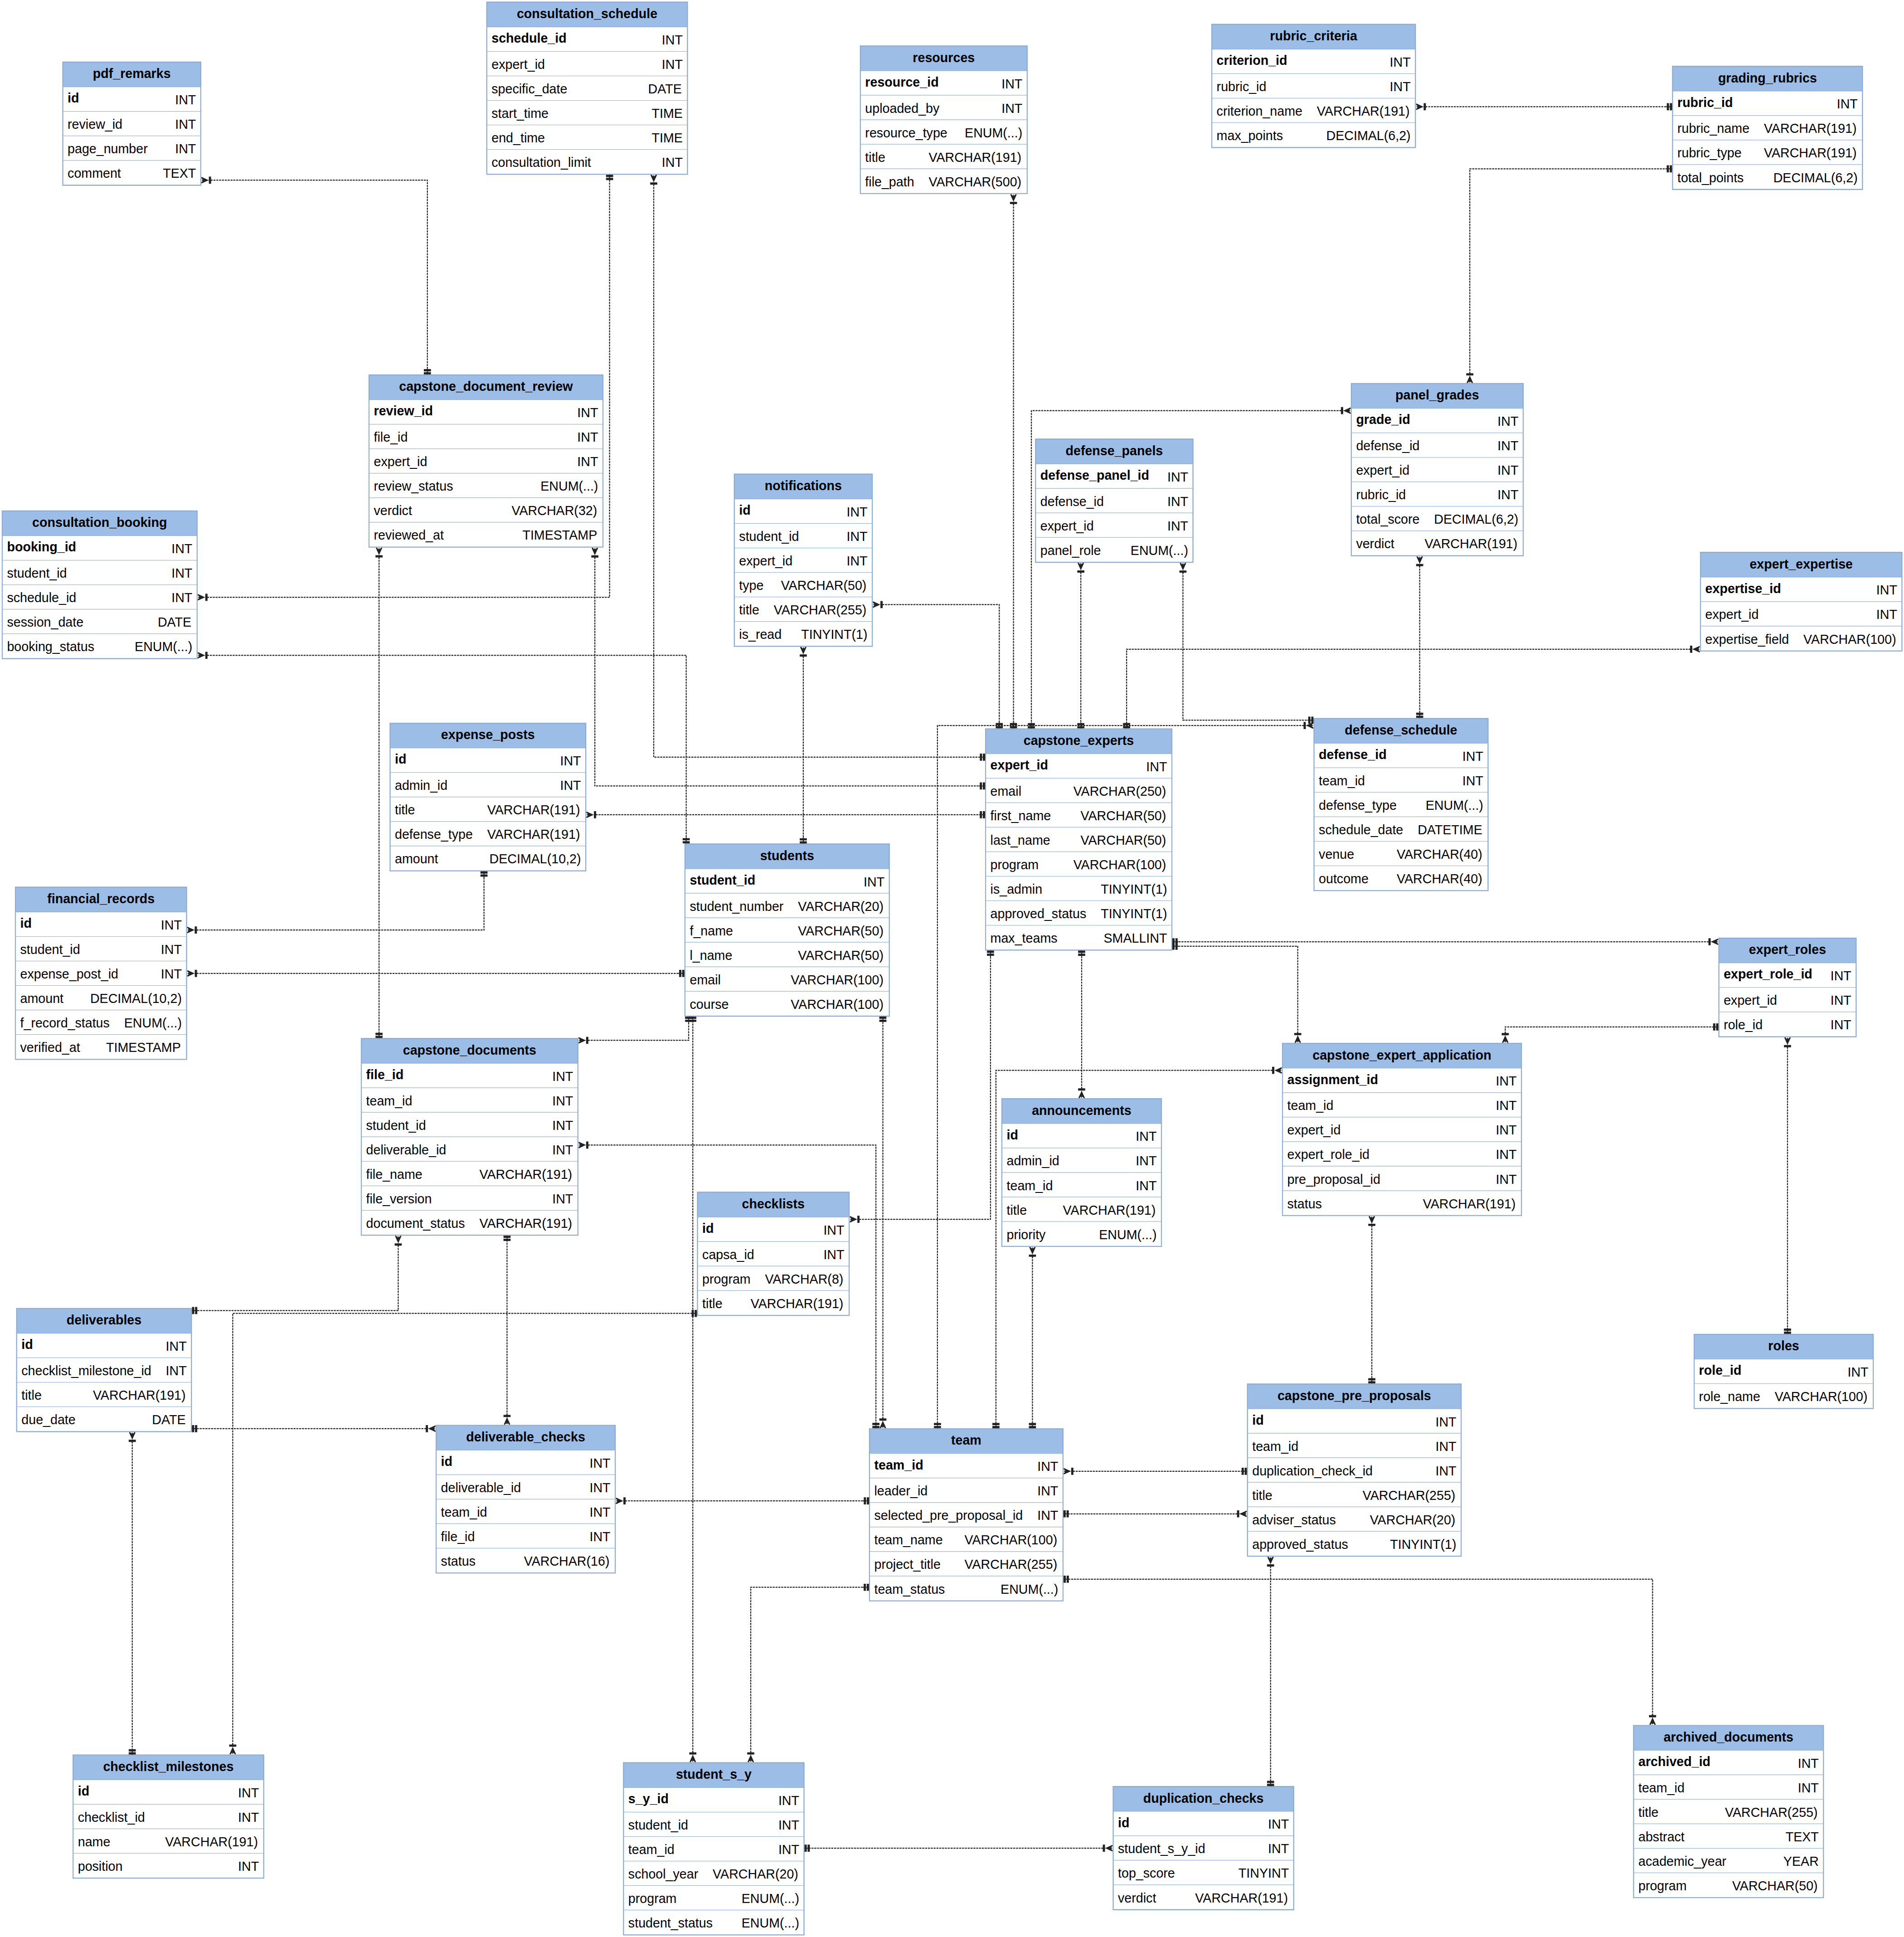 consultation_schedule
schedule_id INT
expert_id INT
specific_date DATE
start_time TIME
end_time TIME
consultation_limit INT
rubric_criteria
criterion_id INT
rubric_id INT
criterion_name VARCHAR(191)
max_points DECIMAL(6,2)
resources
resource_id INT
uploaded_by INT
resource_type ENUM(...)
title VARCHAR(191)
file_path VARCHAR(500)
pdf_remarks
id INT
review_id INT
page_number INT
comment TEXT
grading_rubrics
rubric_id INT
rubric_name VARCHAR(191)
rubric_type VARCHAR(191)
total_points DECIMAL(6,2)
capstone_document_review
review_id INT
file_id INT
expert_id INT
review_status ENUM(...)
verdict VARCHAR(32)
reviewed_at TIMESTAMP
panel_grades
grade_id INT
defense_id INT
expert_id INT
rubric_id INT
total_score DECIMAL(6,2)
verdict VARCHAR(191)
defense_panels
defense_panel_id INT
defense_id INT
expert_id INT
panel_role ENUM(...)
notifications
id INT
student_id INT
expert_id INT
type VARCHAR(50)
title VARCHAR(255)
is_read TINYINT(1)
consultation_booking
booking_id INT
student_id INT
schedule_id INT
session_date DATE
booking_status ENUM(...)
expert_expertise
expertise_id INT
expert_id INT
expertise_field VARCHAR(100)
expense_posts
id INT
admin_id INT
title VARCHAR(191)
defense_type VARCHAR(191)
amount DECIMAL(10,2)
capstone_experts
expert_id INT
email VARCHAR(250)
first_name VARCHAR(50)
last_name VARCHAR(50)
program VARCHAR(100)
is_admin TINYINT(1)
approved_status TINYINT(1)
max_teams SMALLINT
defense_schedule
defense_id INT
team_id INT
defense_type ENUM(...)
schedule_date DATETIME
venue VARCHAR(40)
outcome VARCHAR(40)
students
student_id INT
student_number VARCHAR(20)
f_name VARCHAR(50)
l_name VARCHAR(50)
email VARCHAR(100)
course VARCHAR(100)
financial_records
id INT
student_id INT
expense_post_id INT
amount DECIMAL(10,2)
f_record_status ENUM(...)
verified_at TIMESTAMP
expert_roles
expert_role_id INT
expert_id INT
role_id INT
capstone_documents
file_id INT
team_id INT
student_id INT
deliverable_id INT
file_name VARCHAR(191)
file_version INT
document_status VARCHAR(191)
capstone_expert_application
assignment_id INT
team_id INT
expert_id INT
expert_role_id INT
pre_proposal_id INT
status VARCHAR(191)
announcements
id INT
admin_id INT
team_id INT
title VARCHAR(191)
priority ENUM(...)
checklists
id INT
capsa_id INT
program VARCHAR(8)
title VARCHAR(191)
deliverables
id INT
checklist_milestone_id INT
title VARCHAR(191)
due_date DATE
roles
role_id INT
role_name VARCHAR(100)
capstone_pre_proposals
id INT
team_id INT
duplication_check_id INT
title VARCHAR(255)
adviser_status VARCHAR(20)
approved_status TINYINT(1)
deliverable_checks
id INT
deliverable_id INT
team_id INT
file_id INT
status VARCHAR(16)
team
team_id INT
leader_id INT
selected_pre_proposal_id INT
team_name VARCHAR(100)
project_title VARCHAR(255)
team_status ENUM(...)
archived_documents
archived_id INT
team_id INT
title VARCHAR(255)
abstract TEXT
academic_year YEAR
program VARCHAR(50)
checklist_milestones
id INT
checklist_id INT
name VARCHAR(191)
position INT
student_s_y
s_y_id INT
student_id INT
team_id INT
school_year VARCHAR(20)
program ENUM(...)
student_status ENUM(...)
duplication_checks
id INT
student_s_y_id INT
top_score TINYINT
verdict VARCHAR(191)